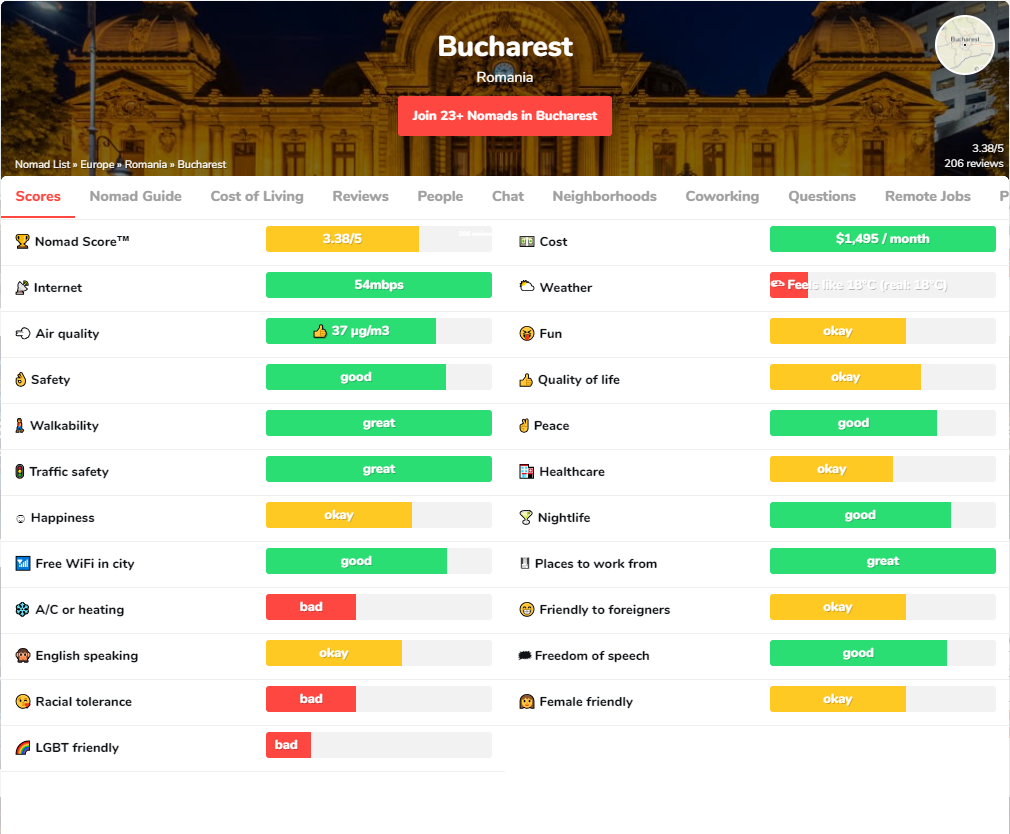 Bucharest
Romania
Bucharest
Join 23+ Nomads in Bucharest
3.38/5
206 reviews
Nomad List » Europe » Romania » Bucharest
Scores Nomad Guide Cost of Living Reviews People Chat Neighborhoods Coworking Questions Remote Jobs P
🏆 Nomad Score™ 3.38/5 💵 Cost $1,495 / month
Internet 54mbps Weather Feels like 18°C (real: 18°C)
Air quality 👍 37 µg/m3 Fun okay
Safety good 👍 Quality of life okay
Walkability great Peace good
Traffic safety great Healthcare okay
Happiness okay Nightlife good
Free WiFi in city good Places to work from great
A/C or heating bad Friendly to foreigners okay
English speaking okay Freedom of speech good
Racial tolerance bad Female friendly okay
LGBT friendly bad